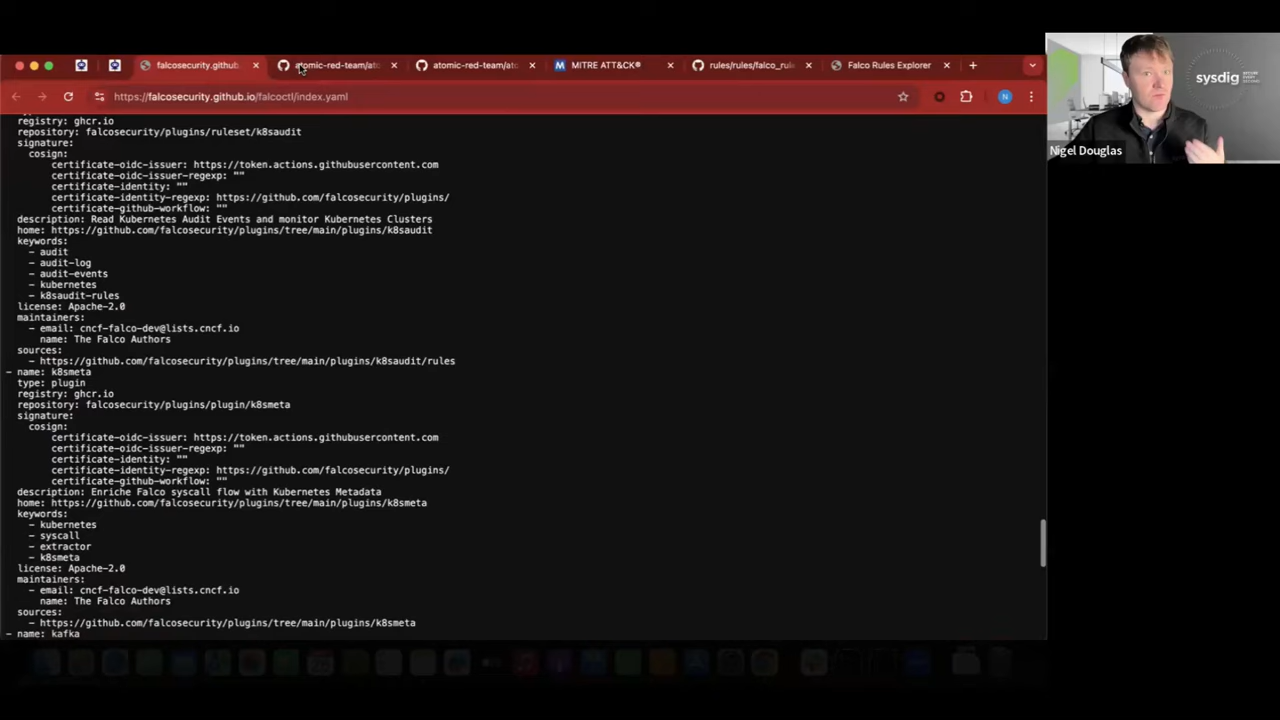 falcosecurity.github
atomic-red-team/ato
atomic-red-team/ato
MITRE ATT&CK®
rules/rules/falco_rul
Falco Rules Explorer
https://falcosecurity.github.io/falcoctl/index.yaml
N
registry: ghcr.io
repository: falcosecurity/plugins/ruleset/k8saudit
signature:
cosign:
certificate-oidc-issuer: https://token.actions.githubusercontent.com
certificate-oidc-issuer-regexp: ""
certificate-identity: ""
certificate-identity-regexp: https://github.com/falcosecurity/plugins/
certificate-github-workflow: ""
description: Read Kubernetes Audit Events and monitor Kubernetes Clusters
home: https://github.com/falcosecurity/plugins/tree/main/plugins/k8saudit
keywords:
- audit
- audit-log
- audit-events
- kubernetes
- k8saudit-rules
license: Apache-2.0
maintainers:
- email: cncf-falco-dev@lists.cncf.io
name: The Falco Authors
sources:
- https://github.com/falcosecurity/plugins/tree/main/plugins/k8saudit/rules
- name: k8smeta
type: plugin
registry: ghcr.io
repository: falcosecurity/plugins/plugin/k8smeta
signature:
cosign:
certificate-oidc-issuer: https://token.actions.githubusercontent.com
certificate-oidc-issuer-regexp: ""
certificate-identity: ""
certificate-identity-regexp: https://github.com/falcosecurity/plugins/
certificate-github-workflow: ""
description: Enriche Falco syscall flow with Kubernetes Metadata
home: https://github.com/falcosecurity/plugins/tree/main/plugins/k8smeta
keywords:
- kubernetes
- syscall
- extractor
- k8smeta
license: Apache-2.0
maintainers:
- email: cncf-falco-dev@lists.cncf.io
name: The Falco Authors
sources:
- https://github.com/falcosecurity/plugins/tree/main/plugins/k8smeta
- name: kafka
sysdig
Nigel Douglas